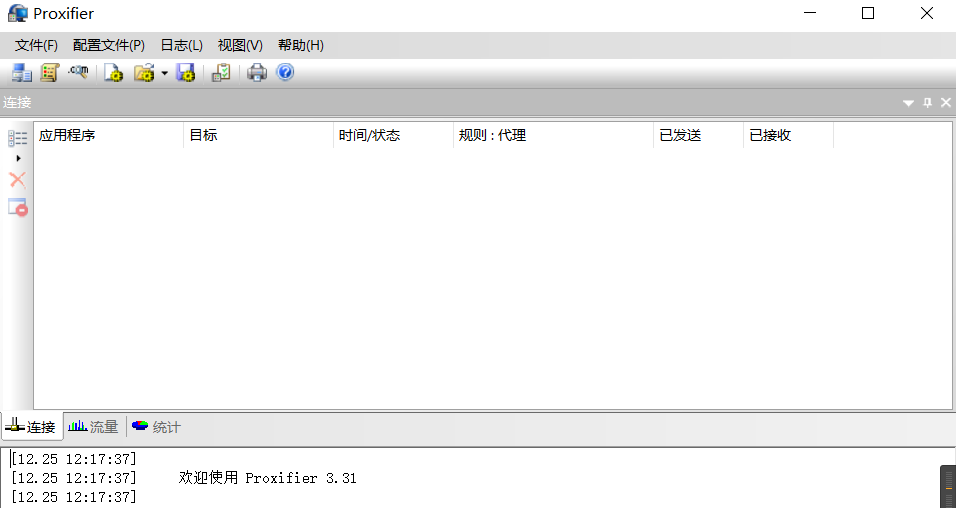 Proxifier
文件(F) 配置文件(P) 日志(L) 视图(V) 帮助(H)
连接
应用程序 目标 时间/状态 规则 : 代理 已发送 已接收
连接 流量 统计
[12.25 12:17:37]
[12.25 12:17:37] 欢迎使用 Proxifier 3.31
[12.25 12:17:37]